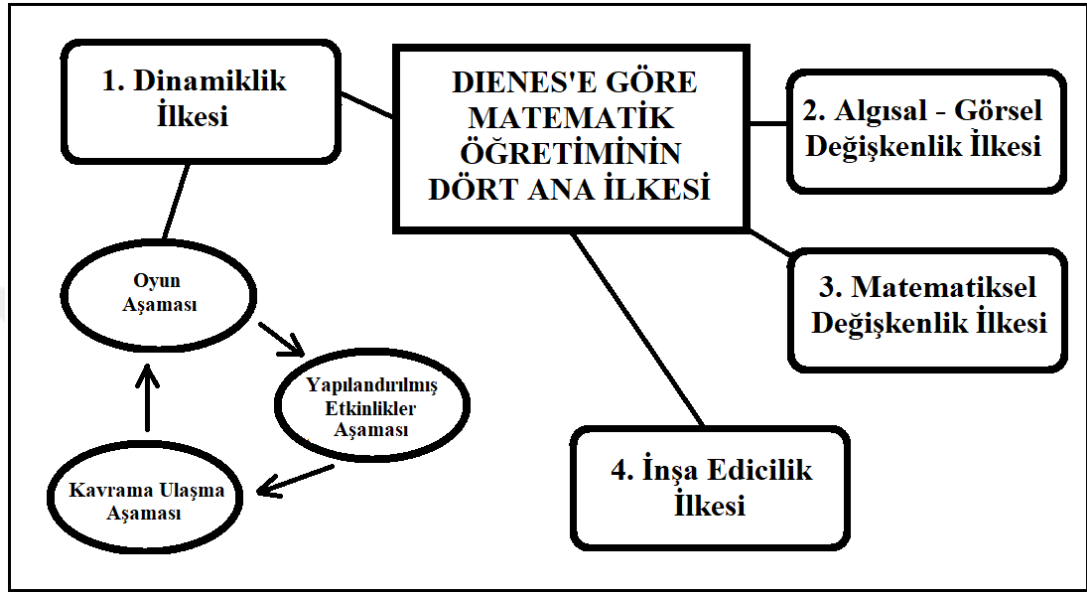 DIENES'E GÖRE
MATEMATİK
ÖĞRETİMİNİN
DÖRT ANA İLKESİ
1. Dinamiklik
İlkesi
Oyun
Aşaması
Yapılandırılmış
Etkinlikler
Aşaması
Kavrama Ulaşma
Aşaması
2. Algısal - Görsel
Değişkenlik İlkesi
3. Matematiksel
Değişkenlik İlkesi
4. İnşa Edicilik
İlkesi